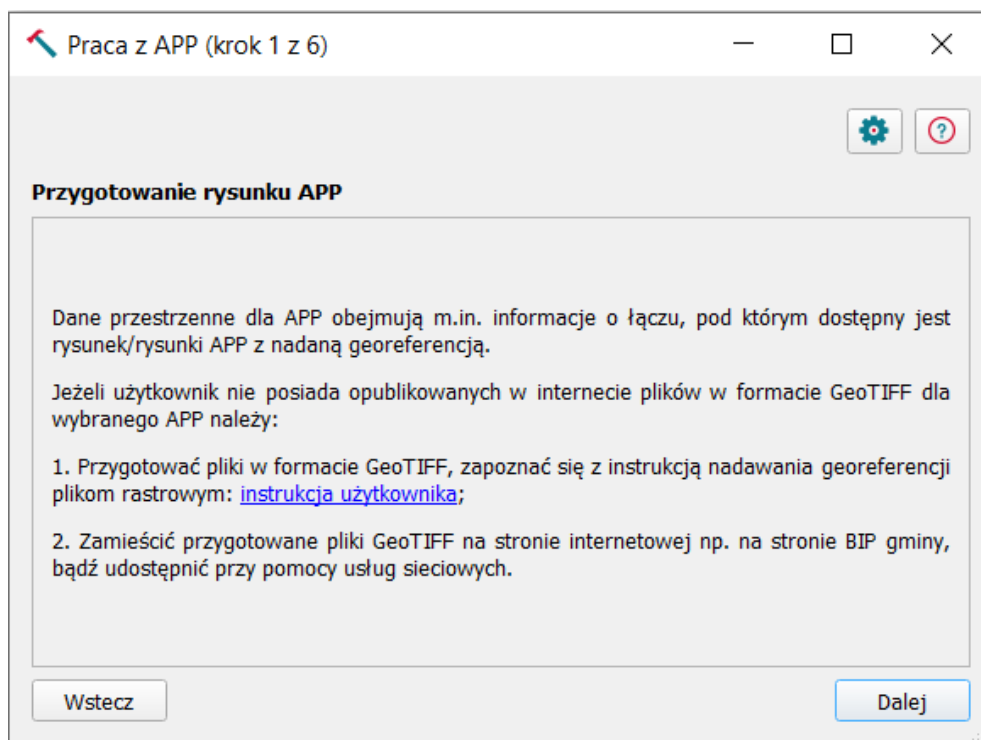 Praca z APP (krok 1 z 6)
Przygotowanie rysunku APP
Dane przestrzenne dla APP obejmują m.in. informacje o łączu, pod którym dostępny jest
rysunek/rysunki APP z nadaną georeferencją.
Jeżeli użytkownik nie posiada opublikowanych w internecie plików w formacie GeoTIFF dla
wybranego APP należy:
1. Przygotować pliki w formacie GeoTIFF, zapoznać się z instrukcją nadawania georeferencji
plikom rastrowym: instrukcja użytkownika;
2. Zamieścić przygotowane pliki GeoTIFF na stronie internetowej np. na stronie BIP gminy,
bądź udostępnić przy pomocy usług sieciowych.
Wstecz
Dalej